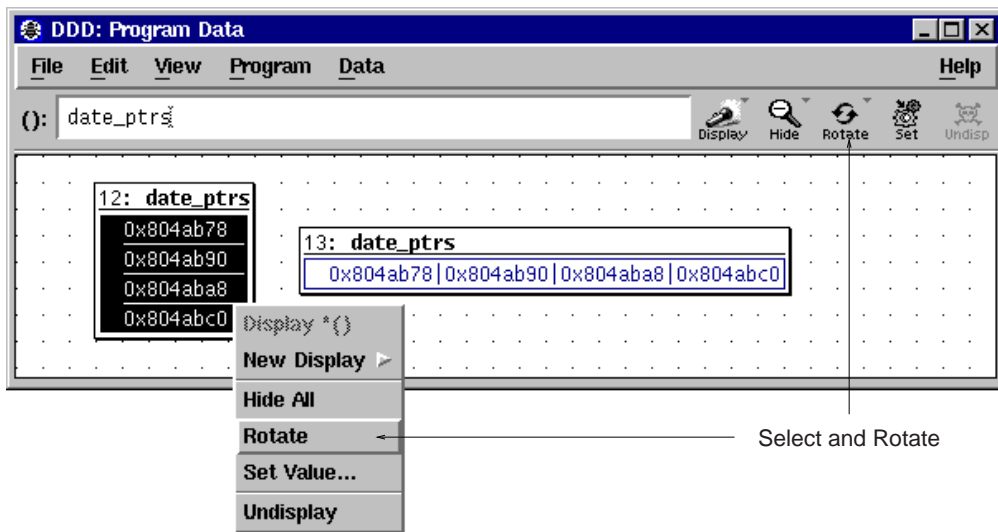 DDD: Program Data
File Edit View Program Data Help
(): date_ptrs
Display Hide Rotate Set Undisp
12: date_ptrs
0x804ab78
0x804ab90
0x804aba8
0x804abc0
13: date_ptrs
0x804ab78|0x804ab90|0x804aba8|0x804abc0
Display *()
New Display
Hide All
Rotate
Set Value...
Undisplay
Select and Rotate